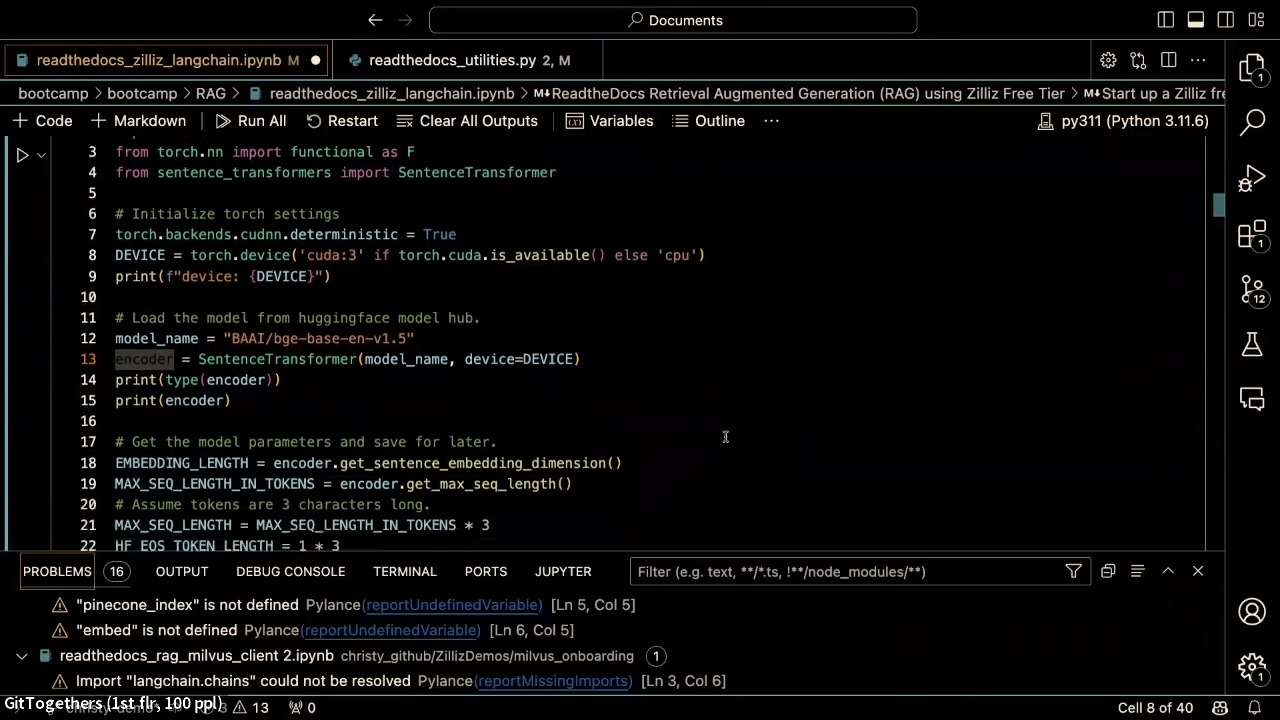 Documents
readthedocs_zilliz_langchain.ipynb M
readthedocs_utilities.py 2, M
bootcamp > bootcamp > RAG > readthedocs_zilliz_langchain.ipynb > M↓ReadtheDocs Retrieval Augmented Generation (RAG) using Zilliz Free Tier > M↓Start up a Zilliz fre
+ Code + Markdown Run All Restart Clear All Outputs Variables Outline ··· py311 (Python 3.11.6)
3 from torch.nn import functional as F
4 from sentence_transformers import SentenceTransformer
5
6 # Initialize torch settings
7 torch.backends.cudnn.deterministic = True
8 DEVICE = torch.device('cuda:3' if torch.cuda.is_available() else 'cpu')
9 print(f"device: {DEVICE}")
10
11 # Load the model from huggingface model hub.
12 model_name = "BAAI/bge-base-en-v1.5"
13 encoder = SentenceTransformer(model_name, device=DEVICE)
14 print(type(encoder))
15 print(encoder)
16
17 # Get the model parameters and save for later.
18 EMBEDDING_LENGTH = encoder.get_sentence_embedding_dimension()
19 MAX_SEQ_LENGTH_IN_TOKENS = encoder.get_max_seq_length()
20 # Assume tokens are 3 characters long.
21 MAX_SEQ_LENGTH = MAX_SEQ_LENGTH_IN_TOKENS * 3
22 HF_EOS_TOKEN_LENGTH = 1 * 3
1
1
12
1
PROBLEMS 16 OUTPUT DEBUG CONSOLE TERMINAL PORTS JUPYTER Filter (e.g. text, **/*.ts, !**/node_modules/**)
"pinecone_index" is not defined Pylance(reportUndefinedVariable) [Ln 5, Col 5]
"embed" is not defined Pylance(reportUndefinedVariable) [Ln 6, Col 5]
readthedocs_rag_milvus_client 2.ipynb christy_github/ZillizDemos/milvus_onboarding 1
Import "langchain.chains" could not be resolved Pylance(reportMissingImports) [Ln 3, Col 6]
GitTogethers (1st flr, 100 ppl)
13 0 Cell 8 of 40